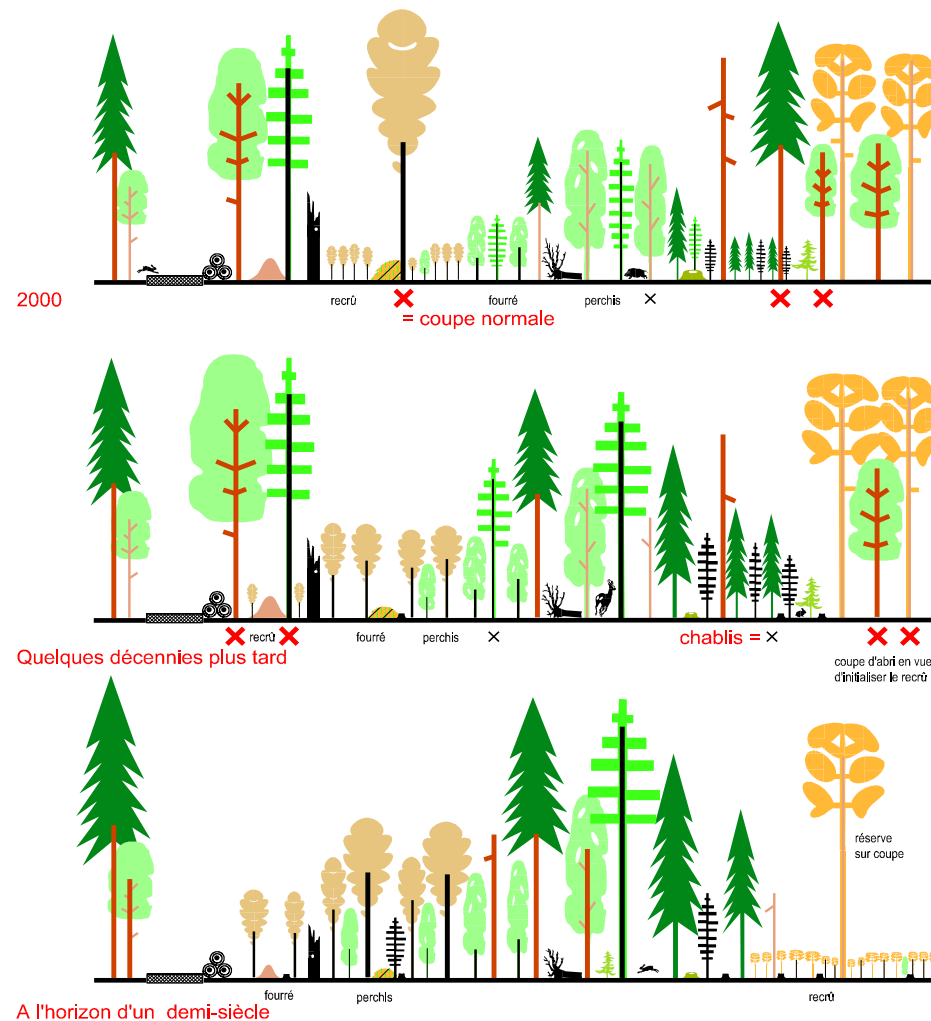 2000
recrû
= coupe normale
fourré
perchis
recrû
fourré
perchis
chablis =
Quelques décennies plus tard
coupe d'abri en vue
d'initialiser le recrû
réserve
sur coupe
fourré
perchis
recrû
A l'horizon d'un demi-siècle